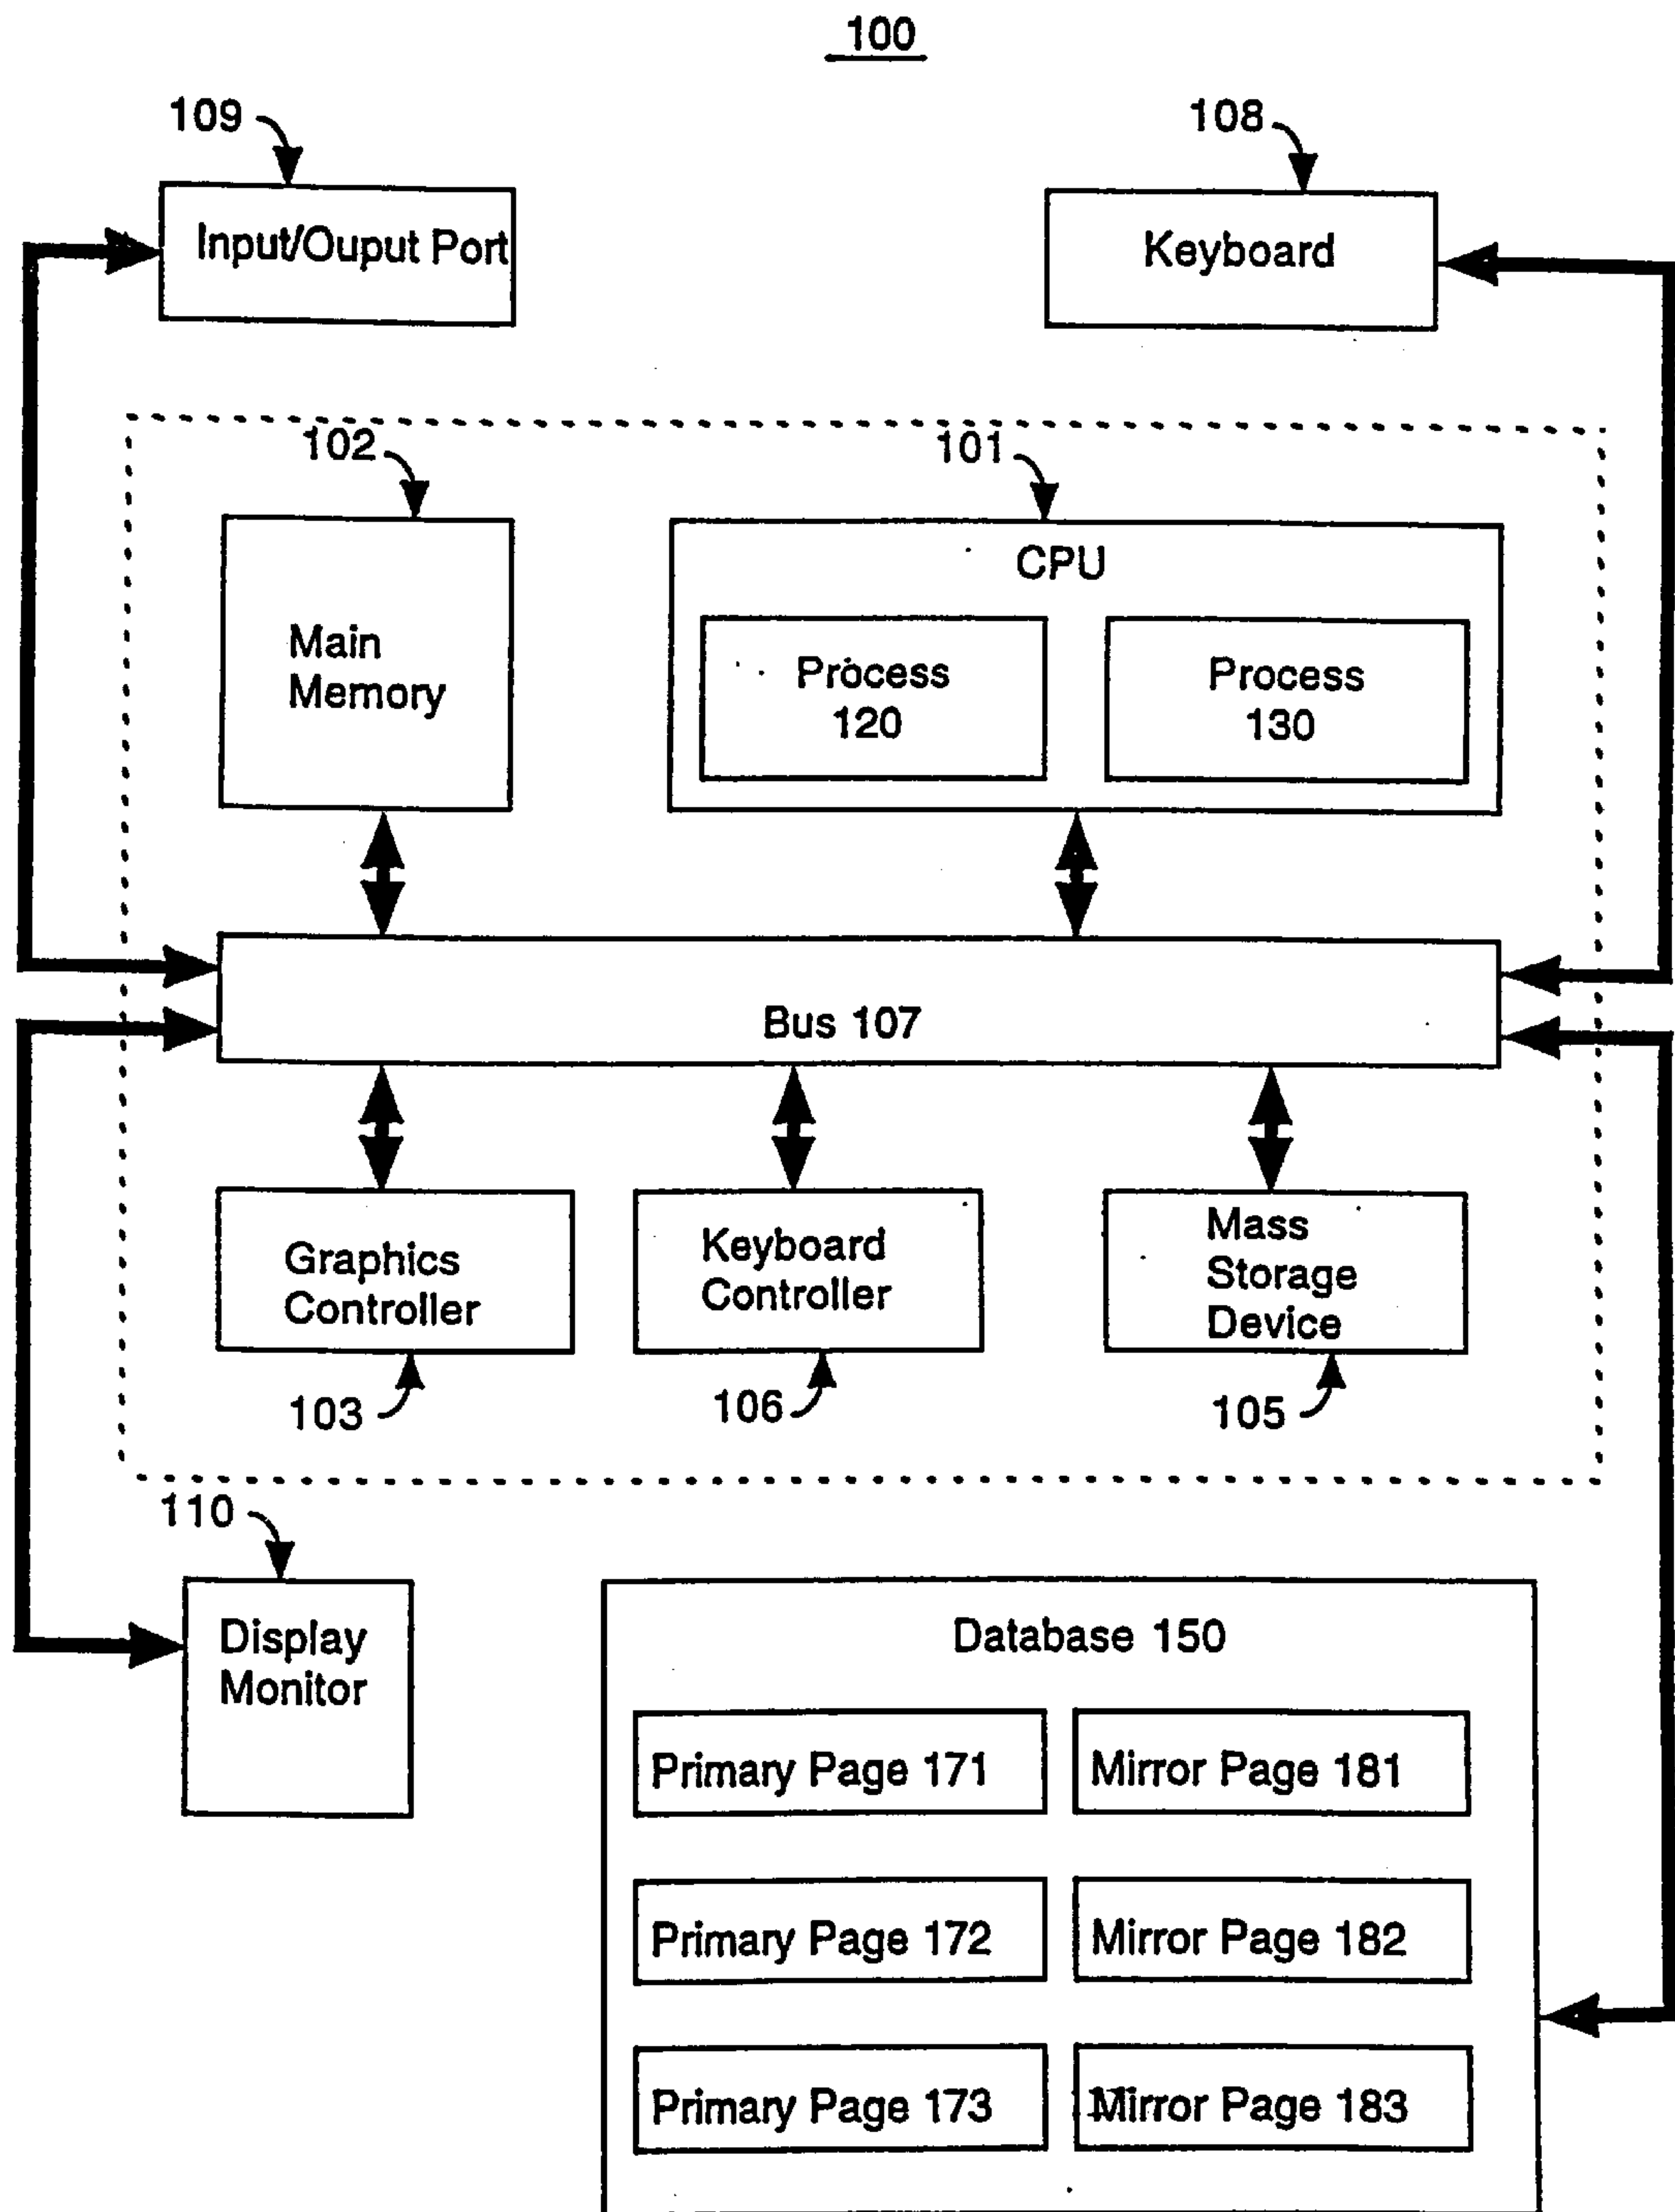 100
109
108
Input/Ouput Port
Keyboard
102
101
CPU
Main
Memory
Process
120
Process
130
Bus 107
Graphics
Controller
Keyboard
Controller
Mass
Storage
Device
103
106
105
110
Display
Monitor
Database 150
Primary Page 171
Mirror Page 181
Primary Page 172
Mirror Page 182
Primary Page 173
Mirror Page 183